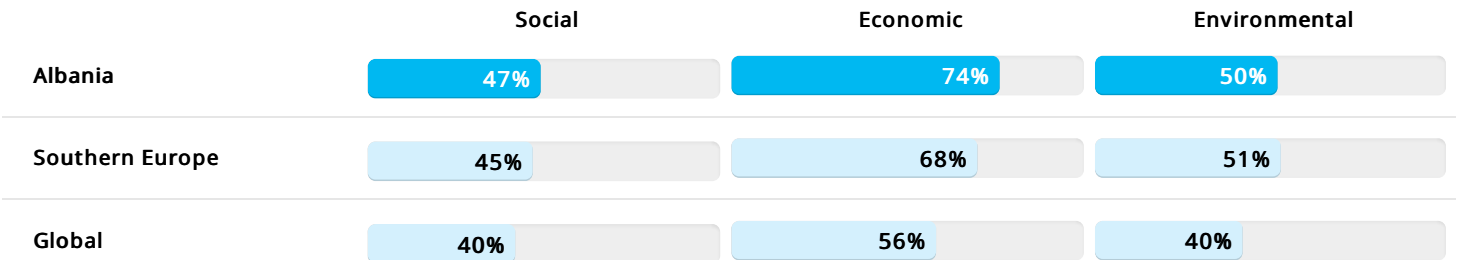 Social Economic Environmental
Albania 47% 74% 50%
Southern Europe 45% 68% 51%
Global 40% 56% 40%